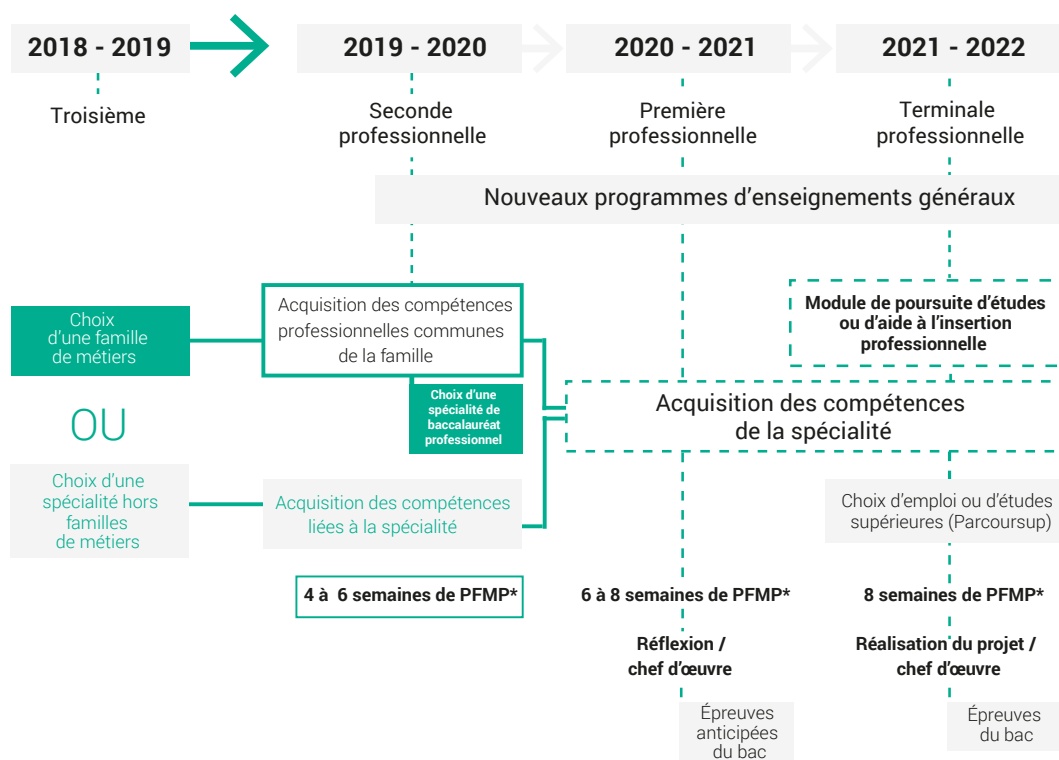 2018 - 2019
2019 - 2020
2020 - 2021
2021 - 2022
Troisième
Seconde
professionnelle
Première
professionnelle
Terminale
professionnelle
Nouveaux programmes d'enseignements généraux
Choix
d'une famille
de métiers
Acquisition des compétences
professionnelles communes
de la famille
Module de poursuite d'études
ou d'aide à l'insertion
professionnelle
Choix d'une
spécialité de
baccalauréat
professionnel
Acquisition des compétences
de la spécialité
OU
Choix d'une
spécialité hors
familles
de métiers
Acquisition des compétences
liées à la spécialité
Choix d'emploi ou d'études
supérieures (Parcoursup)
4 à 6 semaines de PFMP*
6 à 8 semaines de PFMP*
8 semaines de PFMP*
Réflexion /
chef d'œuvre
Réalisation du projet /
chef d'œuvre
Épreuves
anticipées
du bac
Épreuves
du bac